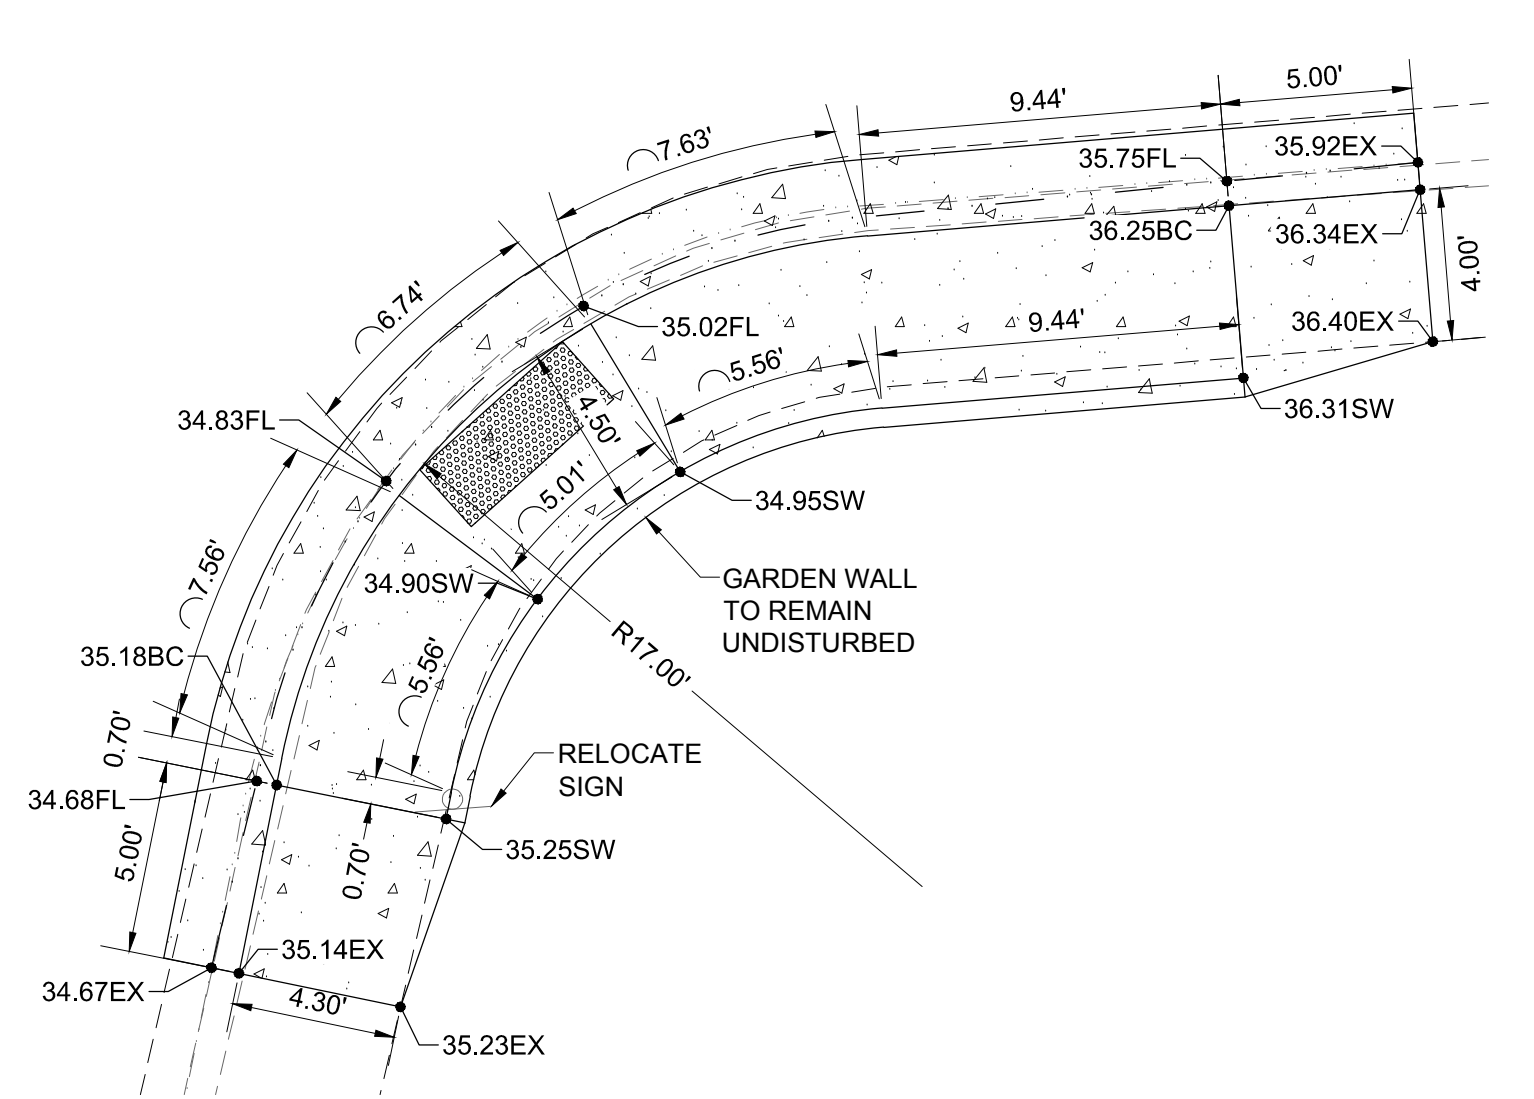 5.00'
9.44'
7.63'
35.75FL
35.92EX
36.25BC
36.34EX
4.00'
6.74'
35.02FL
9.44'
36.40EX
5.56'
34.83FL
4.50'
36.31SW
5.01'
34.95SW
7.56'
34.90SW
GARDEN WALL
TO REMAIN
UNDISTURBED
R17.00'
35.18BC
5.56'
0.70'
RELOCATE
SIGN
34.68FL
5.00'
0.70'
35.25SW
35.14EX
34.67EX
4.30'
35.23EX